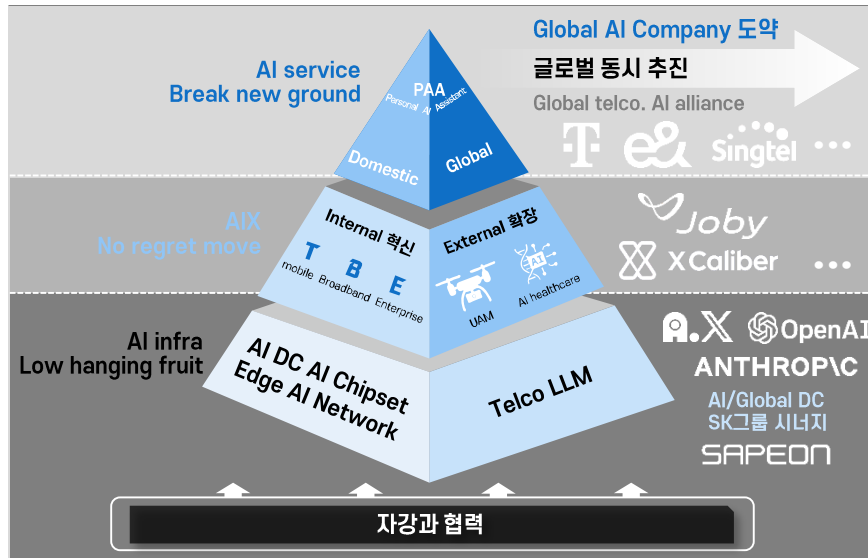 Global AI Company 도약
글로벌 동시 추진
Global telco. AI alliance
T e& Singtel •••
AI service
Break new ground
PAA
Personal AI Assistant
Domestic
Global
AIX
No regret move
Internal 혁신
T B E
mobile Broadband Enterprise
External 확장
AI
UAM
AI healthcare
Joby
XCaliber •••
AI infra
Low hanging fruit
AI DC AI Chipset
Edge AI Network
Telco LLM
A.X OpenAI
ANTHROP\C
AI/Global DC
SK그룹 시너지
SAPEON
자강과 협력